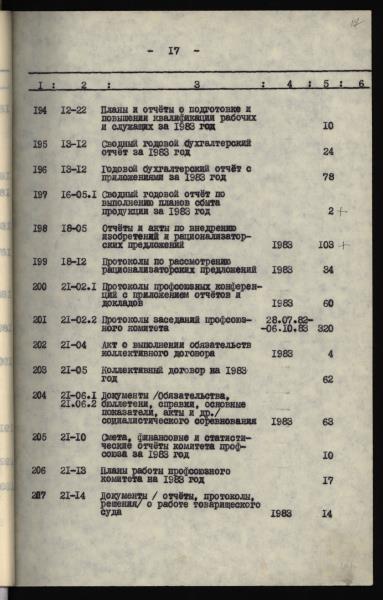 - 17 -
1 : 2 : 3 : 4 : 5 : 6
194 12-22 Планы и отчёты о подготовке и
повышении квалификации рабочих
и служащих за 1983 год 10
195 13-12 Сводный годовой бухгалтерский
отчёт за 1983 год 24
196 13-12 Годовой бухгалтерский отчёт с
приложениями за 1983 год 78
197 16-05.1 Сводный годовой отчёт по
выполнению планов сбыта
продукции за 1983 год 2 +
198 18-05 Отчёты и акты по внедрению
изобретений и рационализатор-
ских предложений 1983 103 +
199 18-12 Протоколы по рассмотрению
рационализаторских предложений 1983 34
200 21-02.1 Протоколы профсоюзных конферен-
ций с приложением отчётов и
докладов 1983 60
201 21-02.2 Протоколы заседаний профсоюз- 28.07.82-
ного комитета -06.10.83 320
202 21-04 Акт о выполнении обязательств
коллективного договора 1983 4
203 21-05 Коллективный договор на 1983
год 62
204 21-06.1 Документы /обязательства,
21.06.2 бюллетени, справки, основные
показатели, акты и др./
социалистического соревнования 1983 63
205 21-10 Смета, финансовые и статисти-
ческие отчёты комитета проф-
союза за 1983 год 10
206 21-13 Планы работы профсоюзного
комитета на 1983 год 17
207 21-14 Документы / отчёты, протоколы,
решения/ о работе товарищеского
суда 1983 14